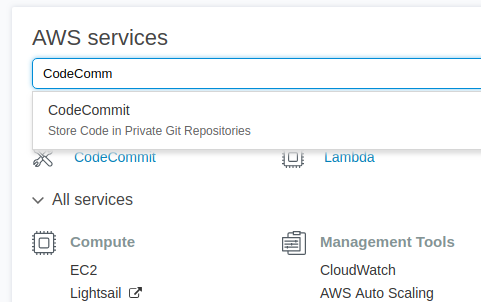 AWS services
CodeComm
CodeCommit
Store Code in Private Git Repositories
CodeCommit Lambda
All services
Compute Management Tools
EC2 CloudWatch
Lightsail AWS Auto Scaling